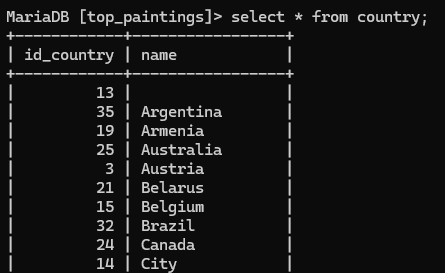 MariaDB [top_paintings]> select * from country;
+------------+-----------------+
| id_country | name            |
+------------+-----------------+
|         13 |                 |
|         35 | Argentina       |
|         19 | Armenia         |
|         25 | Australia       |
|          3 | Austria         |
|         21 | Belarus         |
|         15 | Belgium         |
|         32 | Brazil          |
|         24 | Canada          |
|         14 | City            |